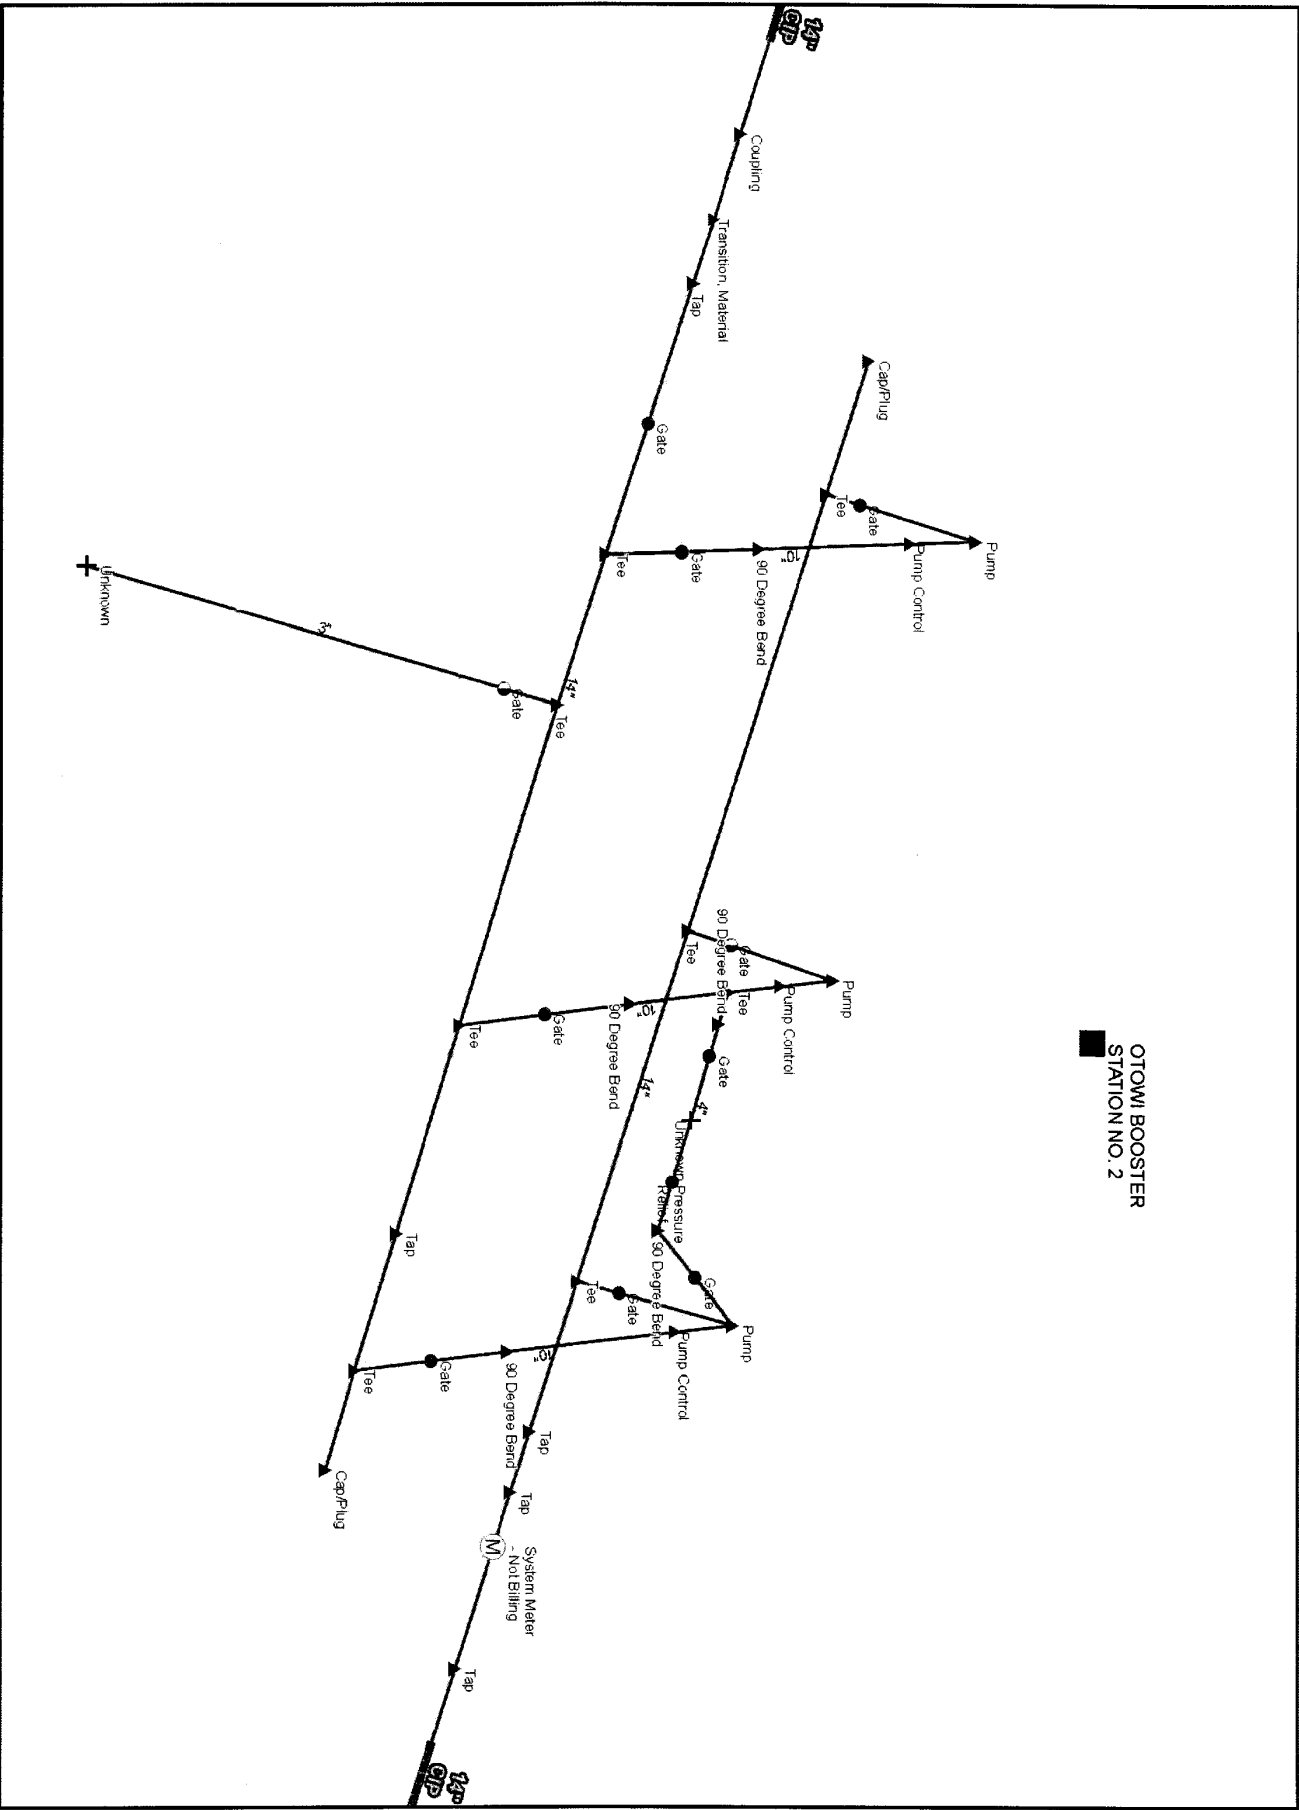 OTOWI BOOSTER
STATION NO. 2
14"
CIP
Coupling
Transition, Material
Tap
Gate
Tee
Gate
90 Degree Bend
10"
Pump Control
Pump
Cap/Plug
Tee
Gate
14"
Tee
Gate
Unknown
Tee
Gate
90 Degree Bend
Tee
Pump Control
Pump
10"
90 Degree Bend
Gate
Tee
Gate
4"
Unknown
Pressure
Relief
90 Degree Bend
Gate
14"
Tee
Gate
Pump
Pump Control
10"
90 Degree Bend
Gate
Tee
Tap
Cap/Plug
Tap
Tap
System Meter
- Not Billing
M
Tap
14"
CIP